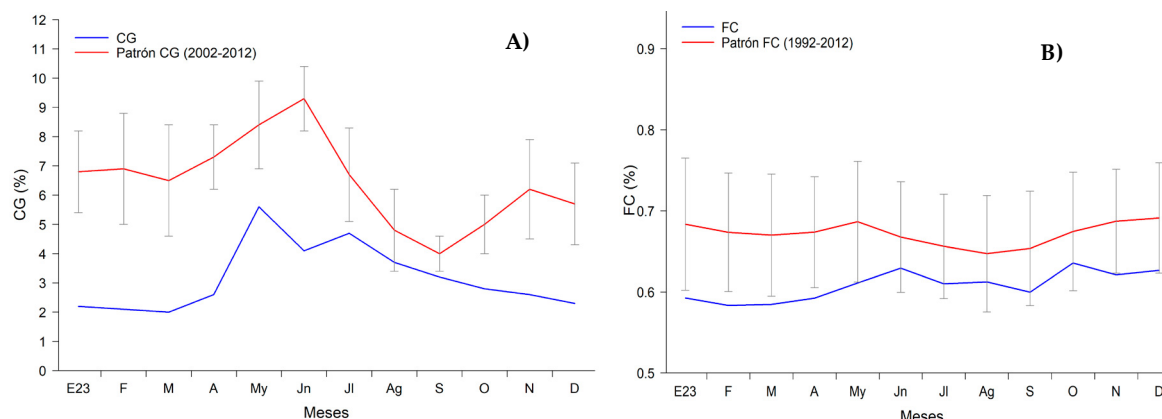 A)
CG
Patrón CG (2002-2012)
CG (%)
12
11
10
9
8
7
6
5
4
3
2
1
0
E23 F M A My Jn Jl Ag S O N D
Meses
B)
FC
Patrón FC (1992-2012)
FC (%)
0.9
0.8
0.7
0.6
0.5
E23 F M A My Jn Jl Ag S O N D
Meses